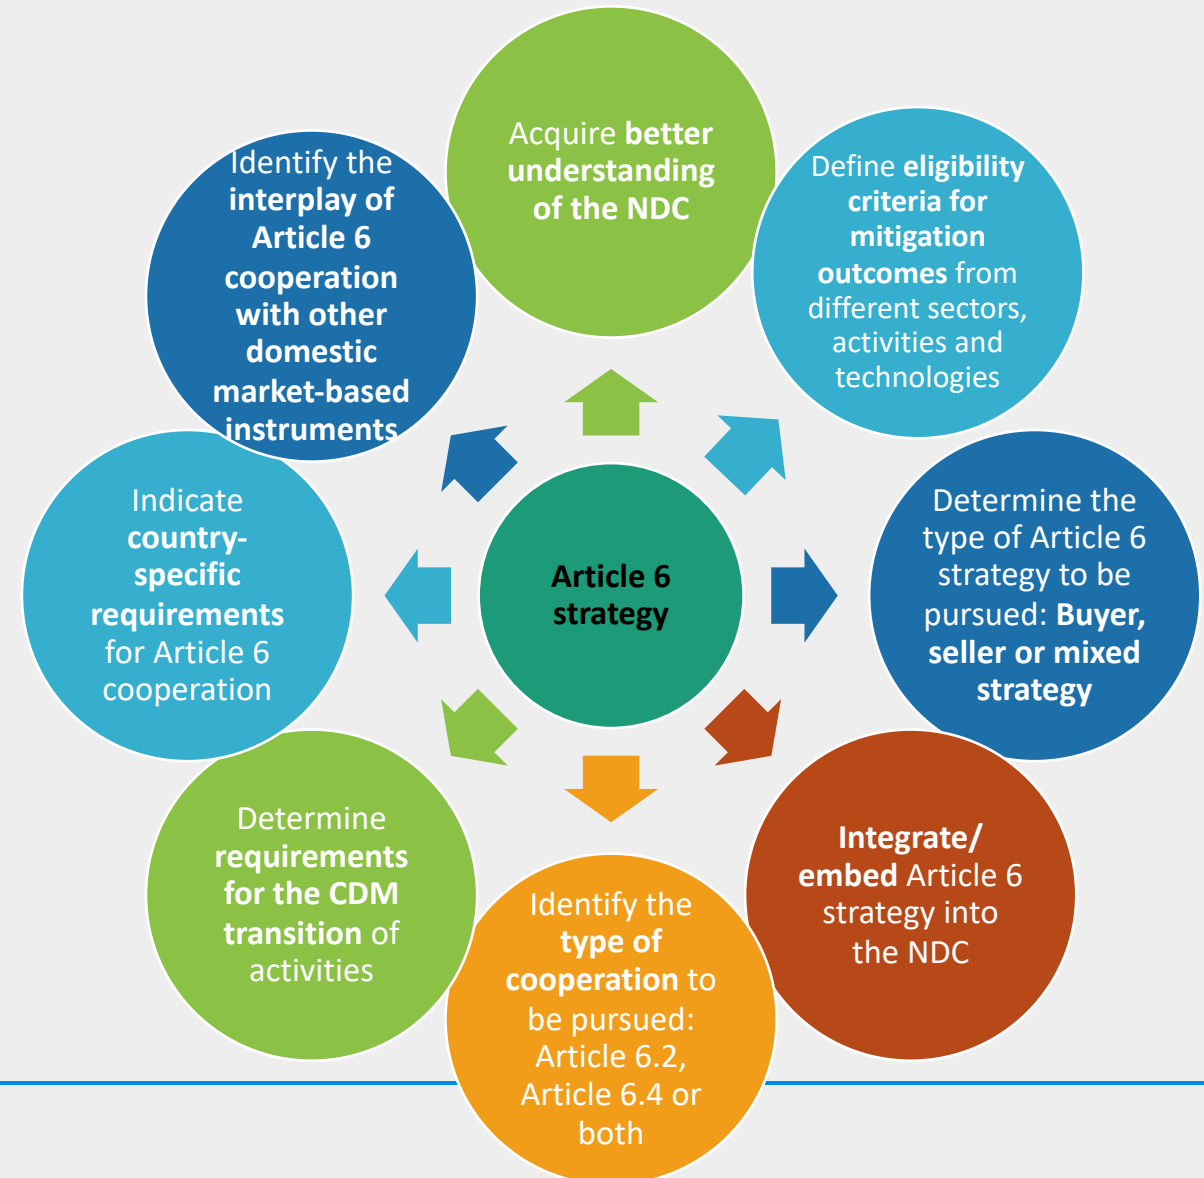 Acquire better
understanding
of the NDC
Define eligibility
criteria for
mitigation
outcomes from
different sectors,
activities and
technologies
Determine the
type of Article 6
strategy to be
pursued: Buyer,
seller or mixed
strategy
Integrate/
embed Article 6
strategy into
the NDC
Identify the
type of
cooperation to
be pursued:
Article 6.2,
Article 6.4 or
both
Determine
requirements
for the CDM
transition of
activities
Indicate
country-
specific
requirements
for Article 6
cooperation
Identify the
interplay of
Article 6
cooperation
with other
domestic
market-based
instruments
Article 6
strategy